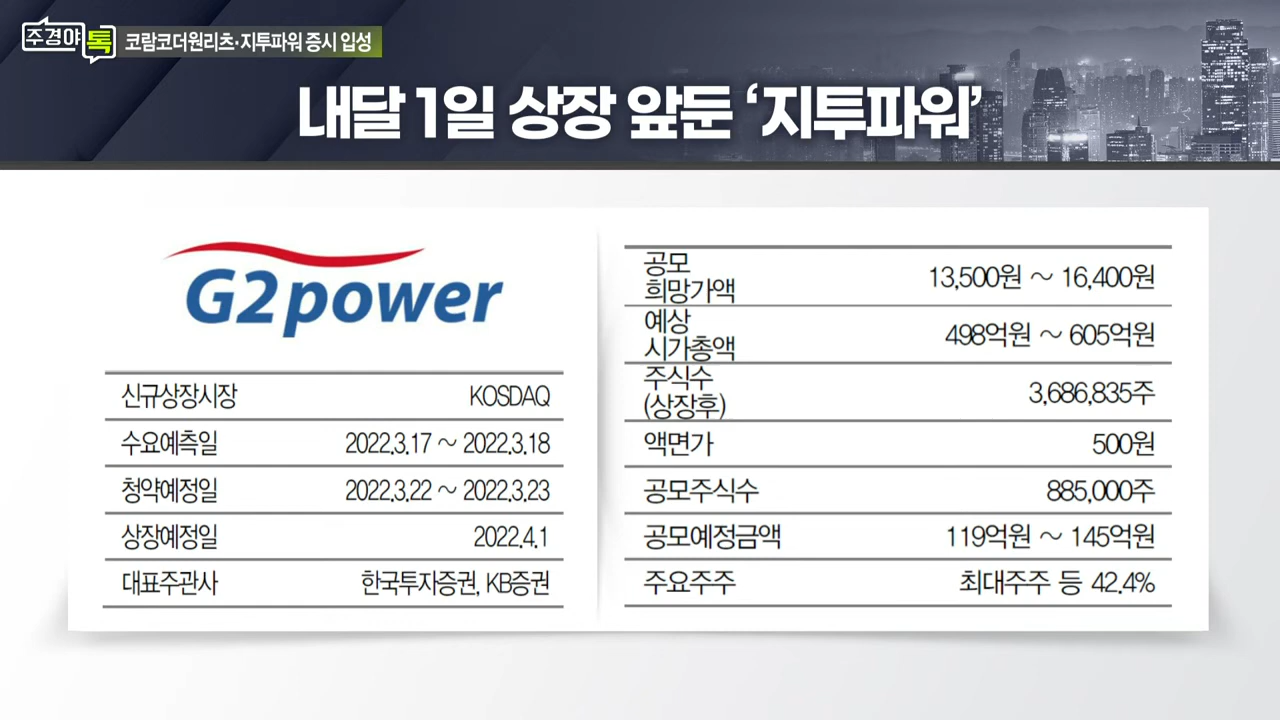 주경야톡
코람코더원리츠·지투파워 증시 입성
내달 1일 상장 앞둔 ‘지투파워’
G2power
신규상장시장 KOSDAQ
수요예측일 2022.3.17 ~ 2022.3.18
청약예정일 2022.3.22 ~ 2022.3.23
상장예정일 2022.4.1
대표주관사 한국투자증권, KB증권
공모
희망가액 13,500원 ~ 16,400원
예상
시가총액 498억원 ~ 605억원
주식수
(상장후) 3,686,835주
액면가 500원
공모주식수 885,000주
공모예정금액 119억원 ~ 145억원
주요주주 최대주주 등 42.4%